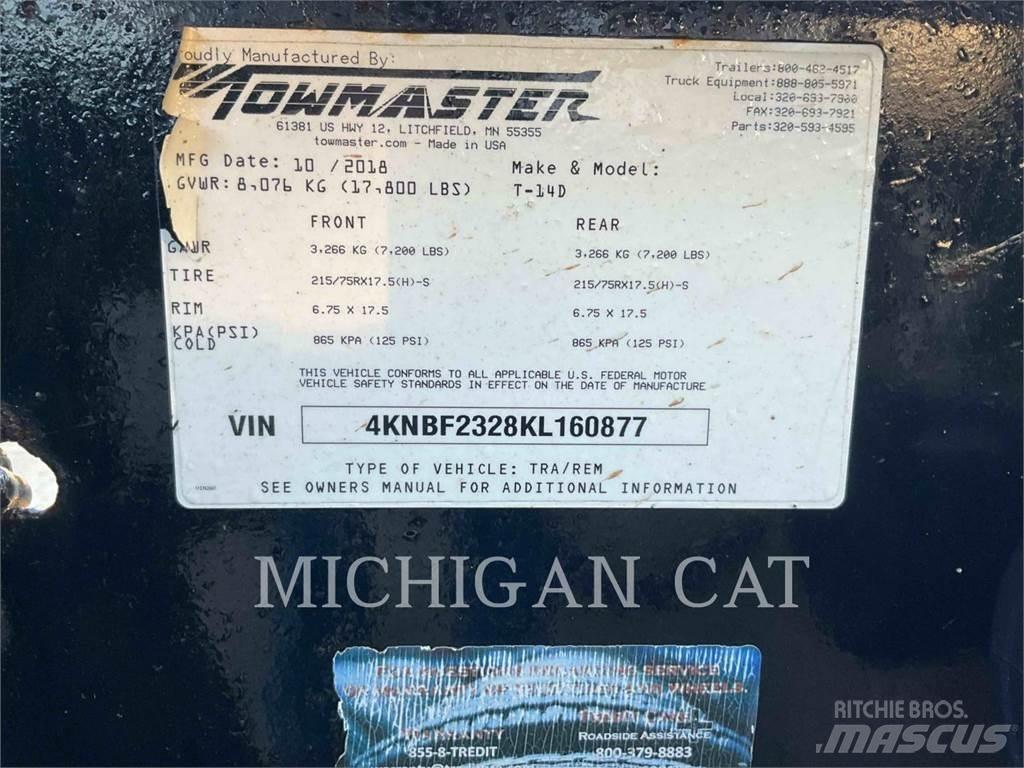 oudly Manufactured By:
TOWMASTER
61381 US HWY 12, LITCHFIELD, MN 55355
towmaster.com - Made in USA
Trailers:800-462-4517
Truck Equipment:888-805-5971
Local:320-693-7900
FAX:320-693-7921
Parts:320-593-4595
MFG Date: 10 /2018
Make & Model:
GVWR: 8,076 KG (17,800 LBS)
T-14D
FRONT REAR
GAWR 3,266 KG (7,200 LBS) 3,266 KG (7,200 LBS)
TIRE 215/75RX17.5(H)-S 215/75RX17.5(H)-S
RIM 6.75 X 17.5 6.75 X 17.5
KPA(PSI)
COLD 865 KPA (125 PSI) 865 KPA (125 PSI)
THIS VEHICLE CONFORMS TO ALL APPLICABLE U.S. FEDERAL MOTOR
VEHICLE SAFETY STANDARDS IN EFFECT ON THE DATE OF MANUFACTURE
VIN 4KNBF2328KL160877
TYPE OF VEHICLE: TRA/REM
SEE OWNERS MANUAL FOR ADDITIONAL INFORMATION
MICHIGAN CAT
SERVICE
WHEELS.
WARRANTY
ROADSIDE ASSISTANCE
855-8-TREDIT 800-379-8883
RITCHIE BROS.
MASCUS